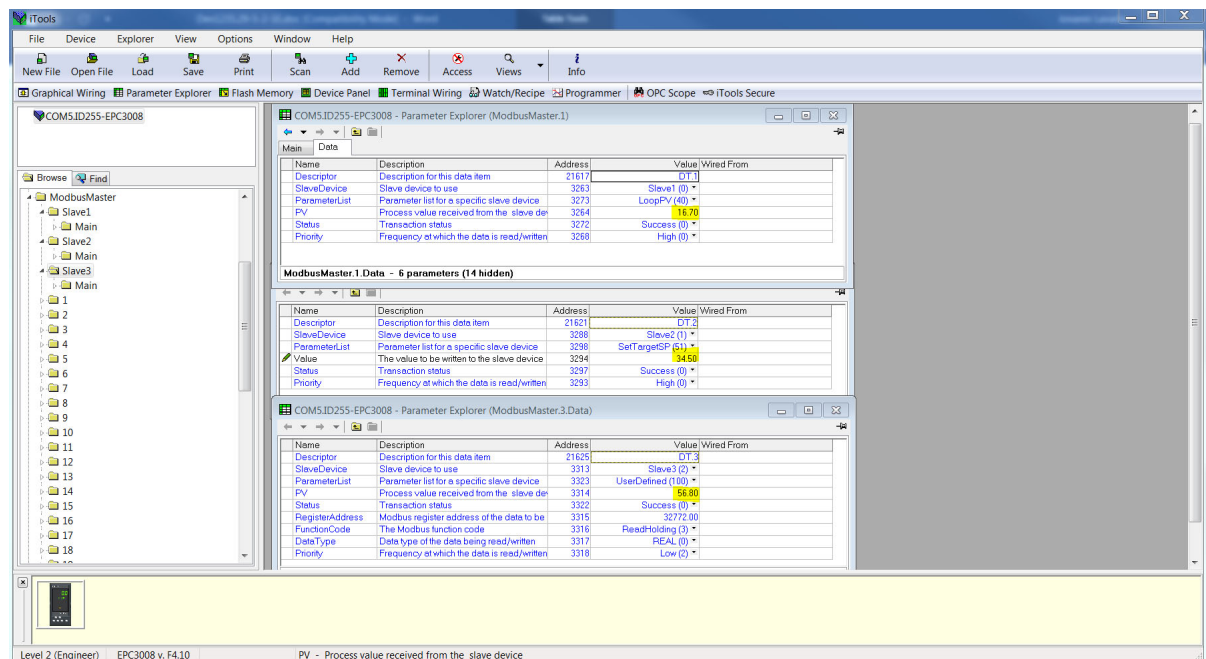 iTools
File Device Explorer View Options Window Help
New File Open File Load Save Print Scan Add Remove Access Views Info
Graphical Wiring Parameter Explorer Flash Memory Device Panel Terminal Wiring Watch/Recipe Programmer OPC Scope iTools Secure
COM5.ID255-EPC3008
Browse Find
ModbusMaster
Slave1
Main
Slave2
Main
Slave3
Main
1
2
3
4
5
6
7
8
9
10
11
12
13
14
15
16
17
18
COM5.ID255-EPC3008 - Parameter Explorer (ModbusMaster.1)
Main Data
Name Description Address Value Wired From
Descriptor Description for this data item 21617 DT.1
SlaveDevice Slave device to use 3263 Slave1 (0)
ParameterList Parameter list for a specific slave device 3273 LoopPV (40)
PV Process value received from the slave de 3264 16.70
Status Transaction status 3272 Success (0)
Priority Frequency at which the data is read/written 3268 High (0)
ModbusMaster.1.Data - 6 parameters (14 hidden)
Name Description Address Value Wired From
Descriptor Description for this data item 21621 DT.2
SlaveDevice Slave device to use 3288 Slave2 (1)
ParameterList Parameter list for a specific slave device 3298 SetTargetSP (51)
Value The value to be written to the slave device 3294 34.50
Status Transaction status 3297 Success (0)
Priority Frequency at which the data is read/written 3293 High (0)
COM5.ID255-EPC3008 - Parameter Explorer (ModbusMaster.3.Data)
Name Description Address Value Wired From
Descriptor Description for this data item 21625 DT.3
SlaveDevice Slave device to use 3313 Slave3 (2)
ParameterList Parameter list for a specific slave device 3323 UserDefined (100)
PV Process value received from the slave de 3314 56.80
Status Transaction status 3322 Success (0)
RegisterAddress Modbus register address of the data to be 3315 32772.00
FunctionCode The Modbus function code 3316 ReadHolding (3)
DataType Data type of the data being read/written 3317 REAL (0)
Priority Frequency at which the data is read/written 3318 Low (2)
Level 2 (Engineer) EPC3008 v. F4.10 PV - Process value received from the slave device